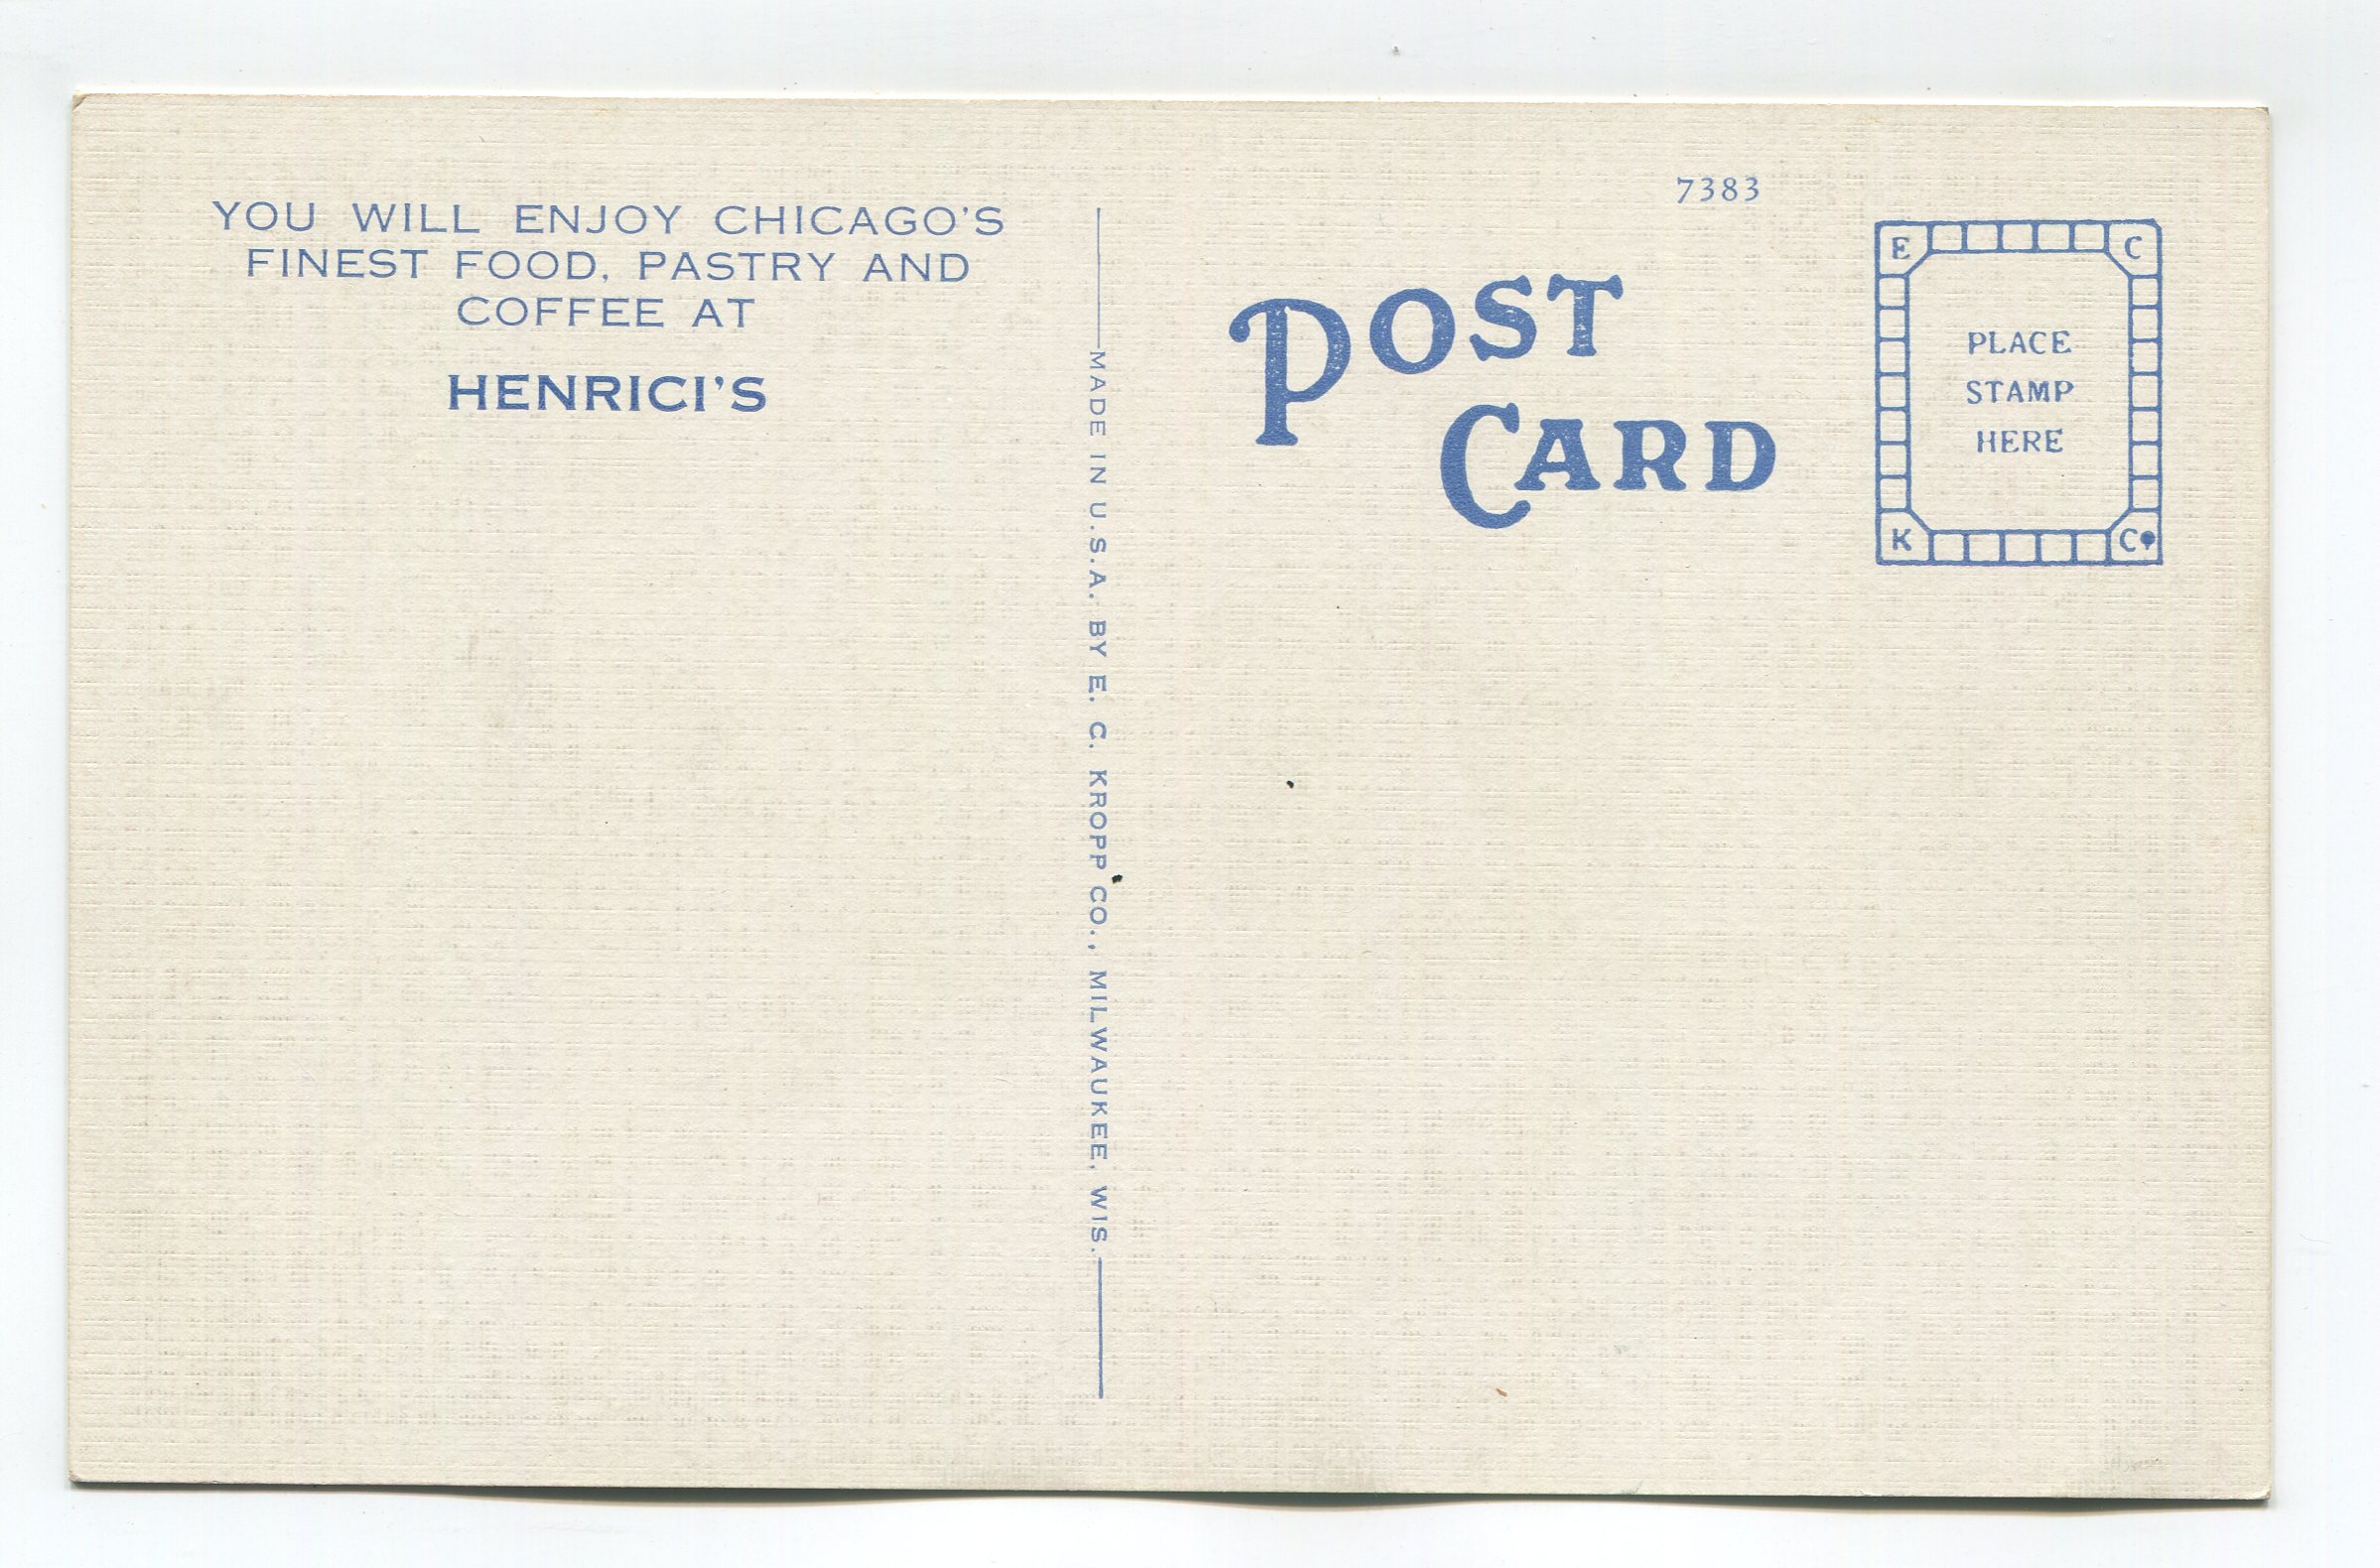 YOU WILL ENJOY CHICAGO'S
FINEST FOOD, PASTRY AND
COFFEE AT
HENRICI'S
MADE IN U.S.A. BY E. C. KROPP CO., MILWAUKEE, WIS.
7383
POST
CARD
E C
PLACE
STAMP
HERE
K Co